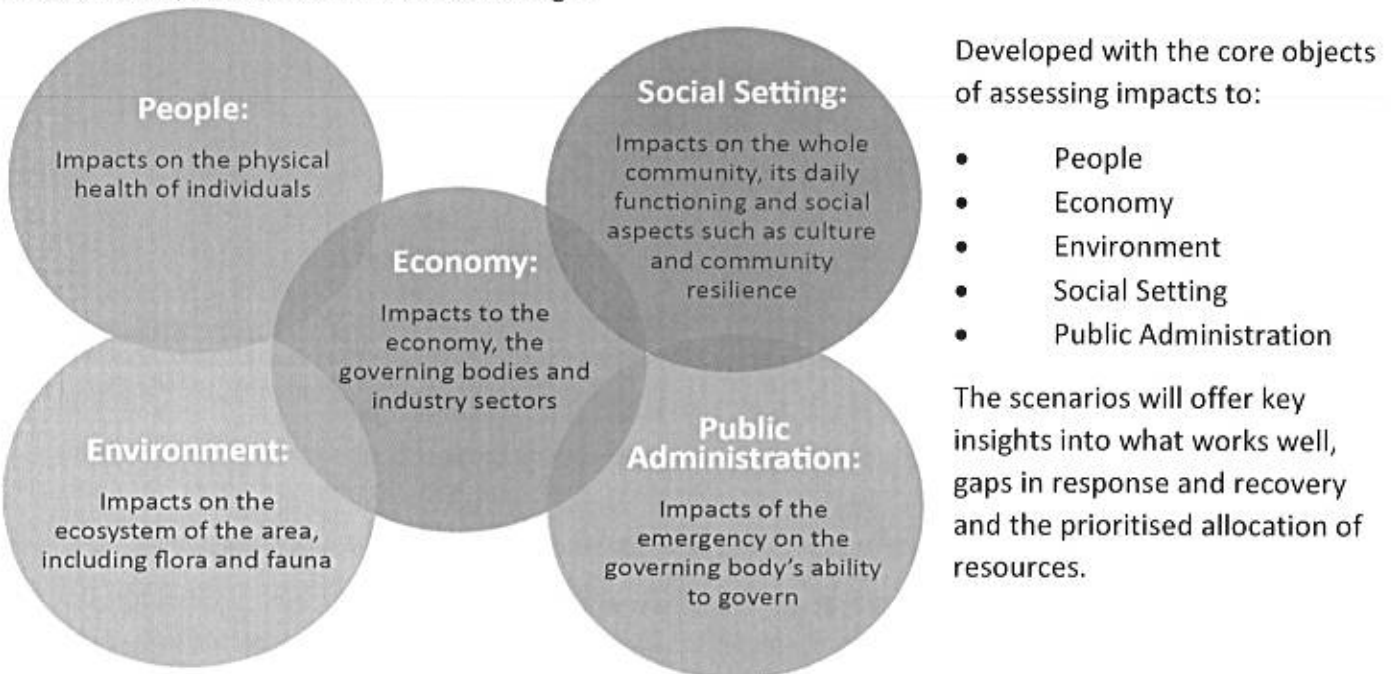 People:
Impacts on the physical
health of individuals
Social Setting:
Impacts on the whole
community, its daily
functioning and social
aspects such as culture
and community
resilience
Economy:
Impacts to the
economy, the
governing bodies and
industry sectors
Environment:
Impacts on the
ecosystem of the area,
including flora and fauna
Public
Administration:
Impacts of the
emergency on the
governing body's ability
to govern
Developed with the core objects
of assessing impacts to:
• People
• Economy
• Environment
• Social Setting
• Public Administration
The scenarios will offer key
insights into what works well,
gaps in response and recovery
and the prioritised allocation of
resources.